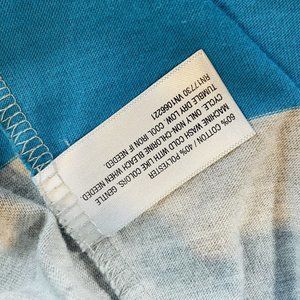 60% COTTON 40% POLYESTER
MACHINE WASH COLD WITH LIKE COLORS. GENTLE
CYCLE. ONLY NON-CHLORINE BLEACH WHEN NEEDED.
TUMBLE DRY LOW. COOL IRON IF NEEDED.
RN17730 VN1066221